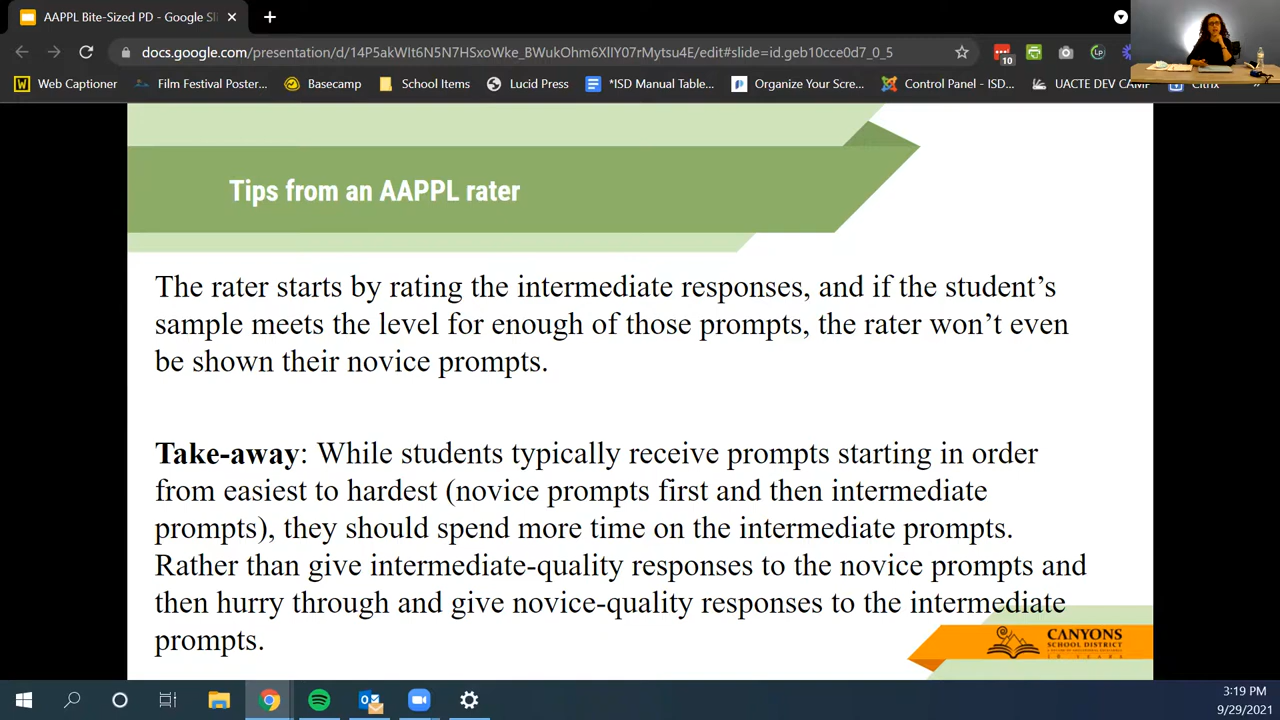 AAPPL Bite-Sized PD - Google Sli
docs.google.com/presentation/d/14P5akWIt6N5N7HSxoWke_BWukOhm6XlIY07rMytsu4E/edit#slide=id.geb10cce0d7_0_5
10
Lp
Web Captioner
Film Festival Poster...
Basecamp
School Items
Lucid Press
*ISD Manual Table...
Organize Your Scre...
Control Panel - ISD...
UACTE DEV CAMP
Citrix
Tips from an AAPPL rater
The rater starts by rating the intermediate responses, and if the student’s
sample meets the level for enough of those prompts, the rater won’t even
be shown their novice prompts.
Take-away: While students typically receive prompts starting in order
from easiest to hardest (novice prompts first and then intermediate
prompts), they should spend more time on the intermediate prompts.
Rather than give intermediate-quality responses to the novice prompts and
then hurry through and give novice-quality responses to the intermediate
prompts.
CANYONS
SCHOOL DISTRICT
3:19 PM
9/29/2021